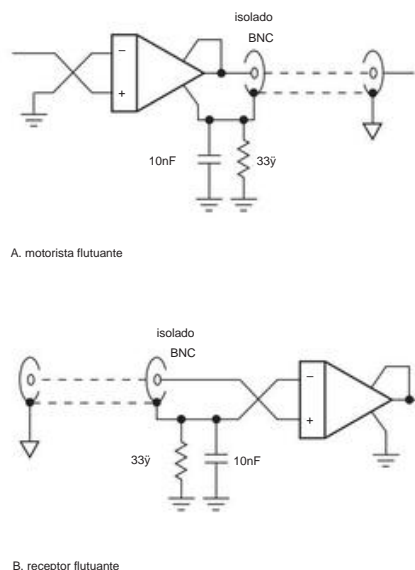 isolado
BNC
−
+
10nF
33ÿ
A. motorista flutuante
isolado
BNC
−
+
33ÿ
10nF
B. receptor flutuante